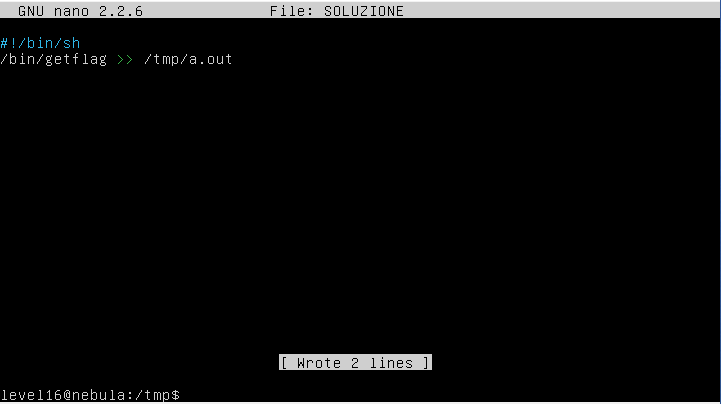 GNU nano 2.2.6 File: SOLUZIONE
#!/bin/sh
/bin/getflag >> /tmp/a.out
[ Wrote 2 lines ]
level16@nebula:/tmp$